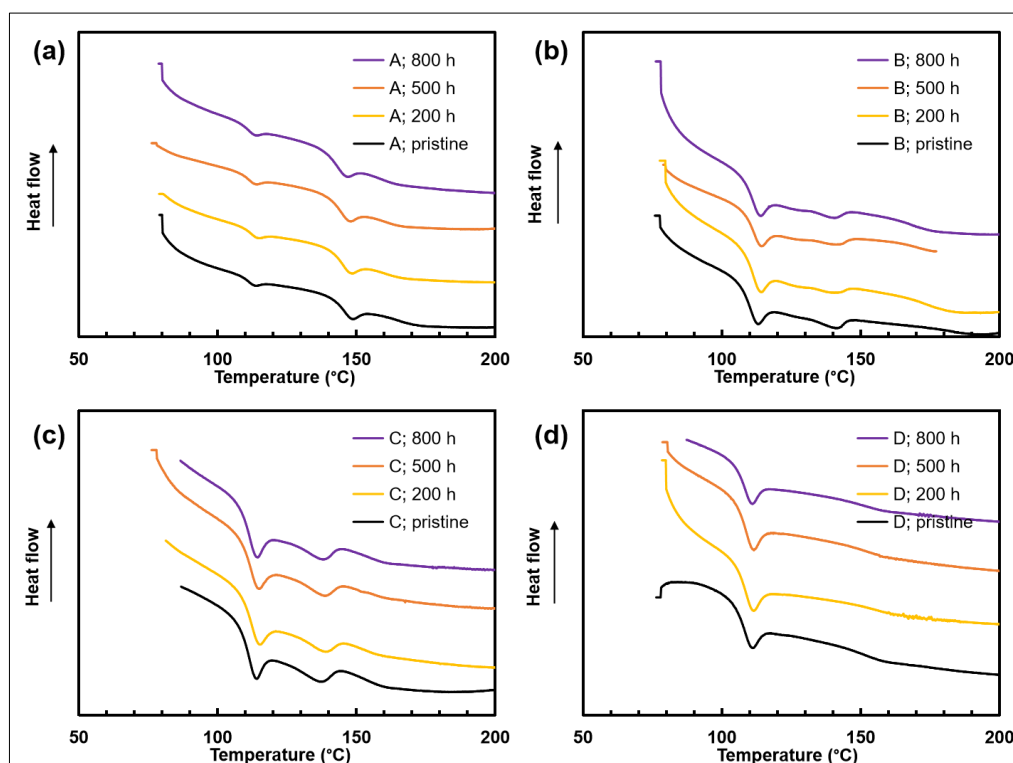 (a)
A; 800 h
A; 500 h
A; 200 h
A; pristine
Heat flow
50 100 150 200
Temperature (°C)
(b)
B; 800 h
B; 500 h
B; 200 h
B; pristine
Heat flow
50 100 150 200
Temperature (°C)
(c)
C; 800 h
C; 500 h
C; 200 h
C; pristine
Heat flow
50 100 150 200
Temperature (°C)
(d)
D; 800 h
D; 500 h
D; 200 h
D; pristine
Heat flow
50 100 150 200
Temperature (°C)